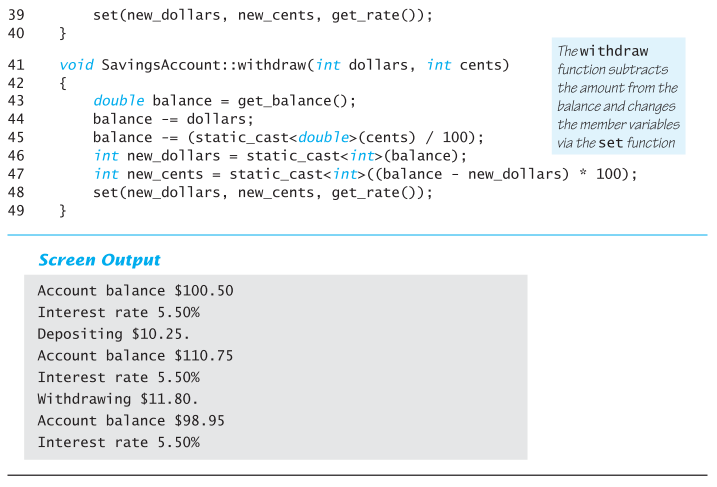 39 set(new_dollars, new_cents, get_rate());
40 }
41 void SavingsAccount::withdraw(int dollars, int cents)
42 {
43 double balance = get_balance();
44 balance -= dollars;
45 balance -= (static_cast<double>(cents) / 100);
46 int new_dollars = static_cast<int>(balance);
47 int new_cents = static_cast<int>((balance - new_dollars) * 100);
48 set(new_dollars, new_cents, get_rate());
49 }
The withdraw
function subtracts
the amount from the
balance and changes
the member variables
via the set function
Screen Output
Account balance $100.50
Interest rate 5.50%
Depositing $10.25.
Account balance $110.75
Interest rate 5.50%
Withdrawing $11.80.
Account balance $98.95
Interest rate 5.50%